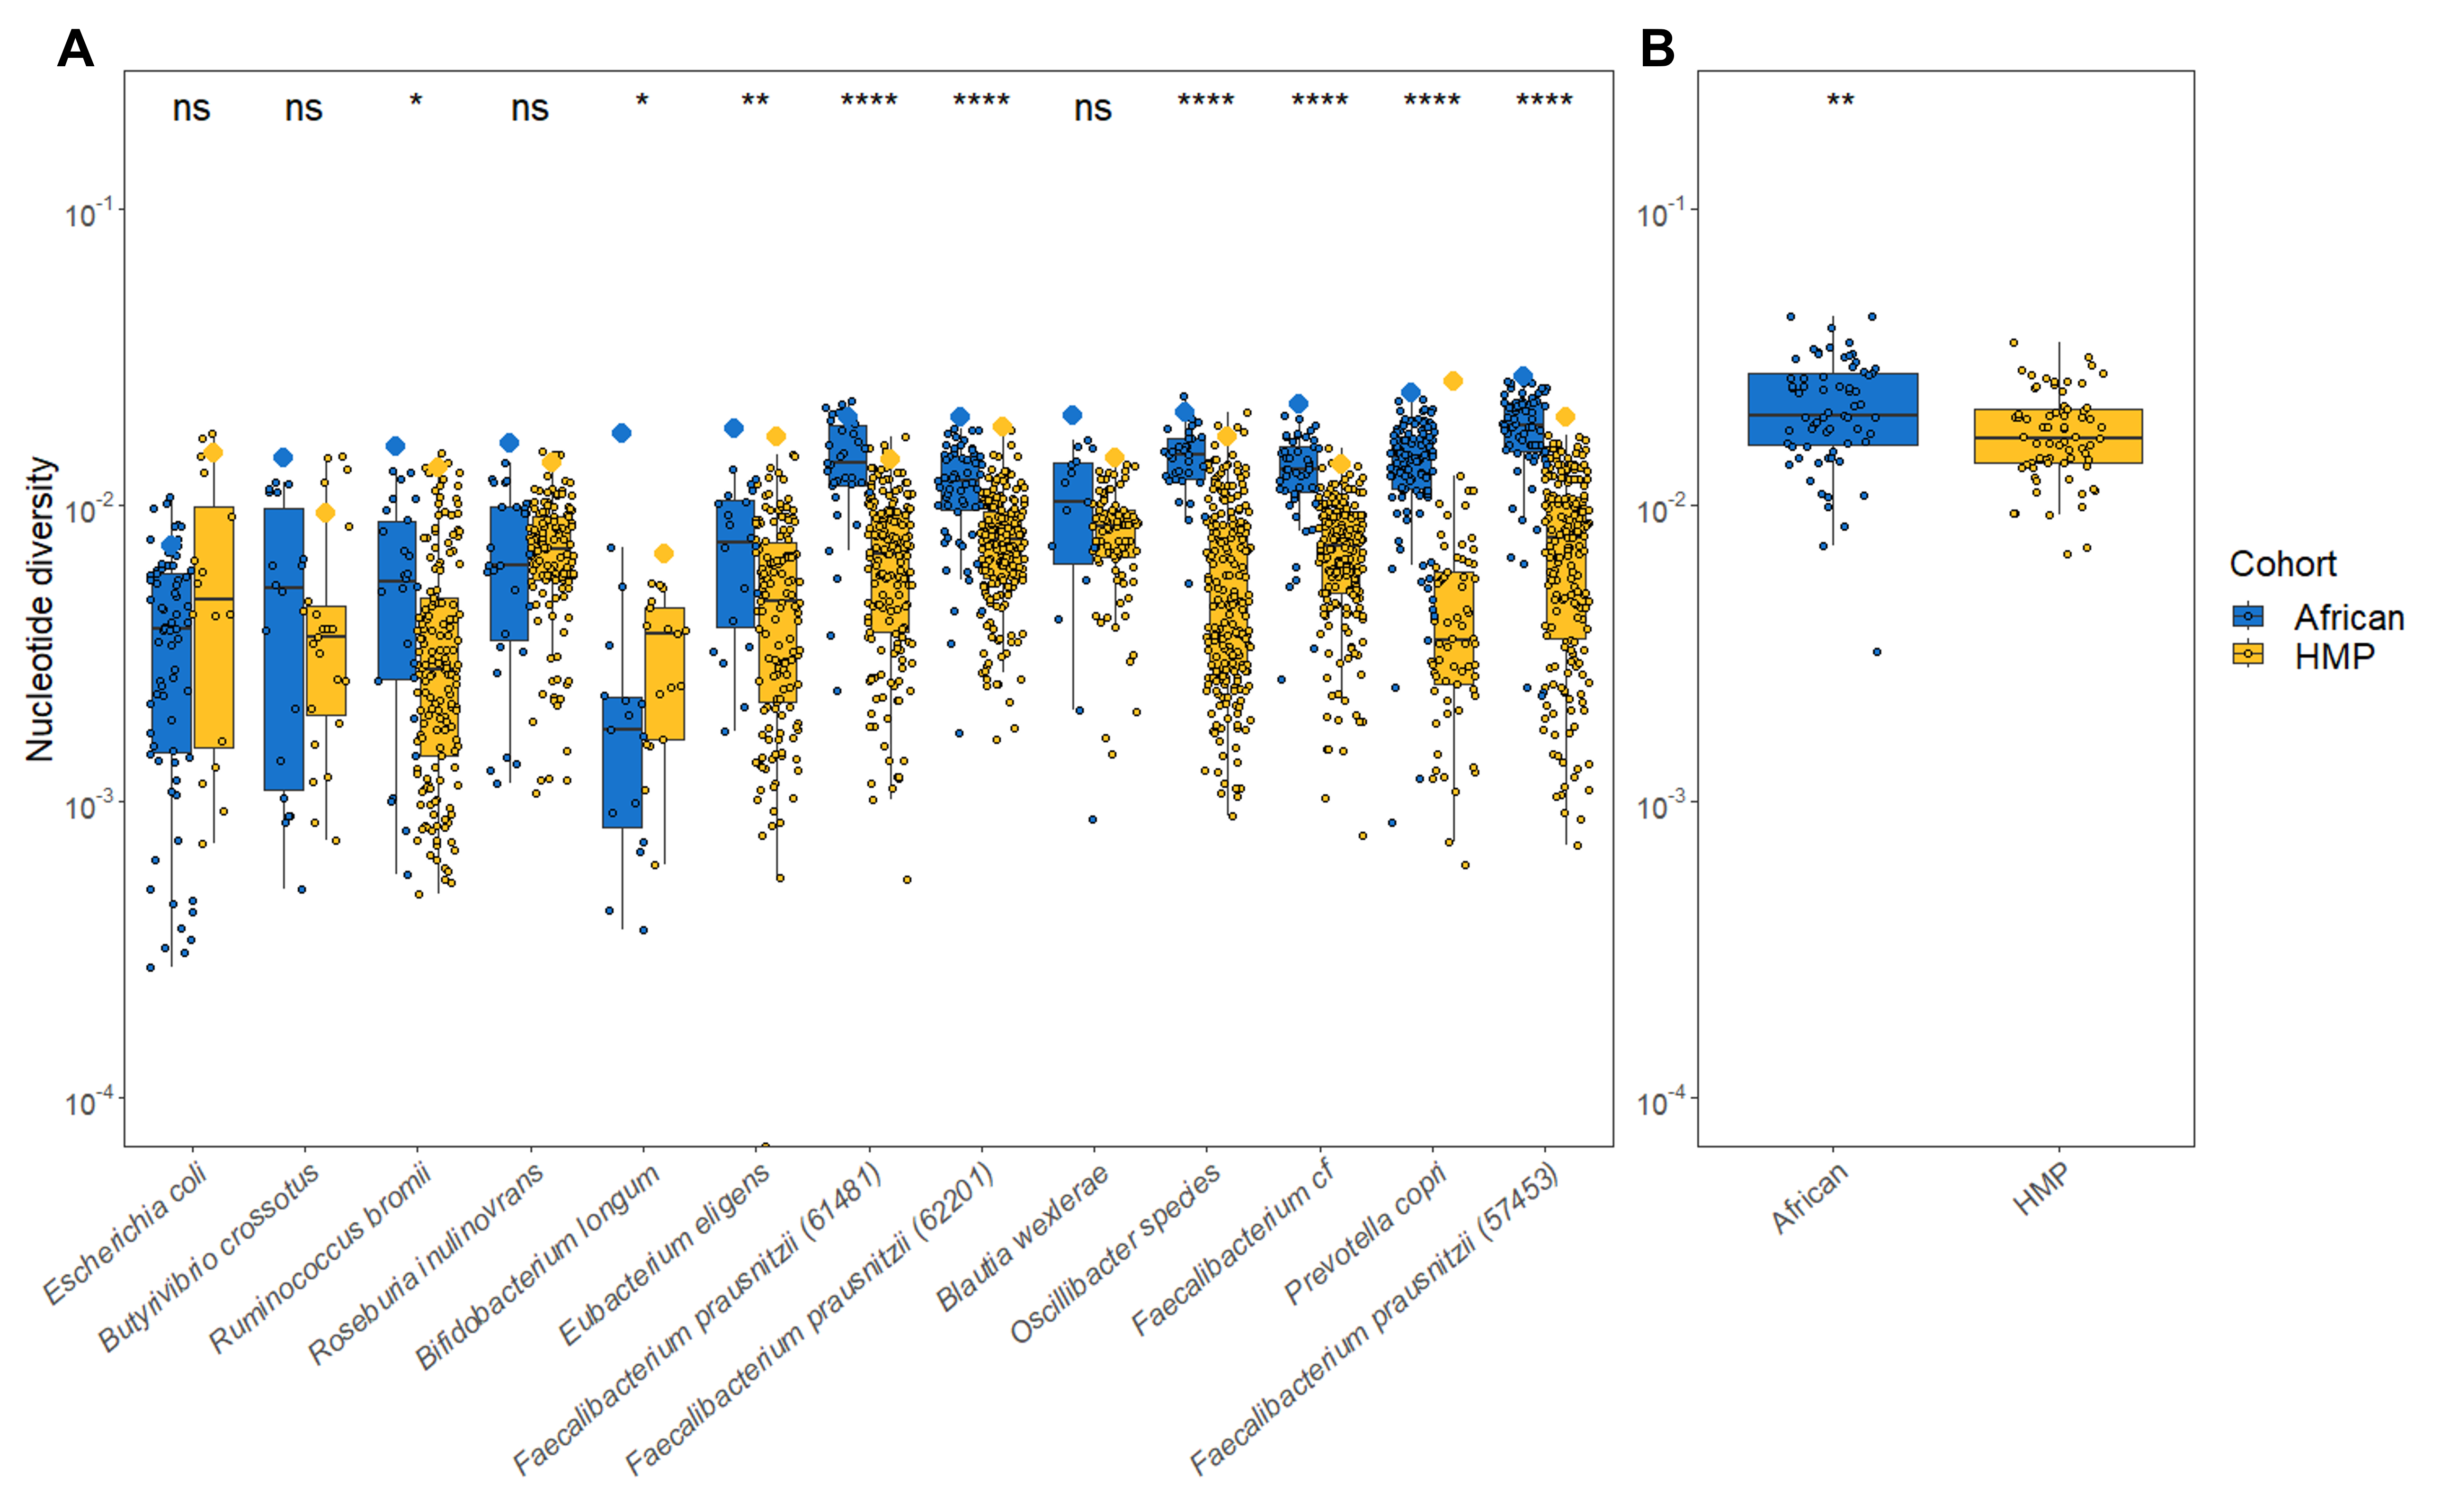 A
B
ns ns * ns * ** **** **** ns **** **** **** ****
**
Nucleotide diversity
10-1
10-2
10-3
10-4
10-1
10-2
10-3
10-4
Escherichia coli
Butyrivibrio crossotus
Ruminococcus bromii
Roseburia inulinovrans
Bifidobacterium longum
Eubacterium eligens
Faecalibacterium prausnitzii (61481)
Faecalibacterium prausnitzii (62201)
Blautia wexlerae
Oscillibacter species
Faecalibacterium cf
Prevotella copri
Faecalibacterium prausnitzii (57453)
African
HMP
Cohort
African
HMP